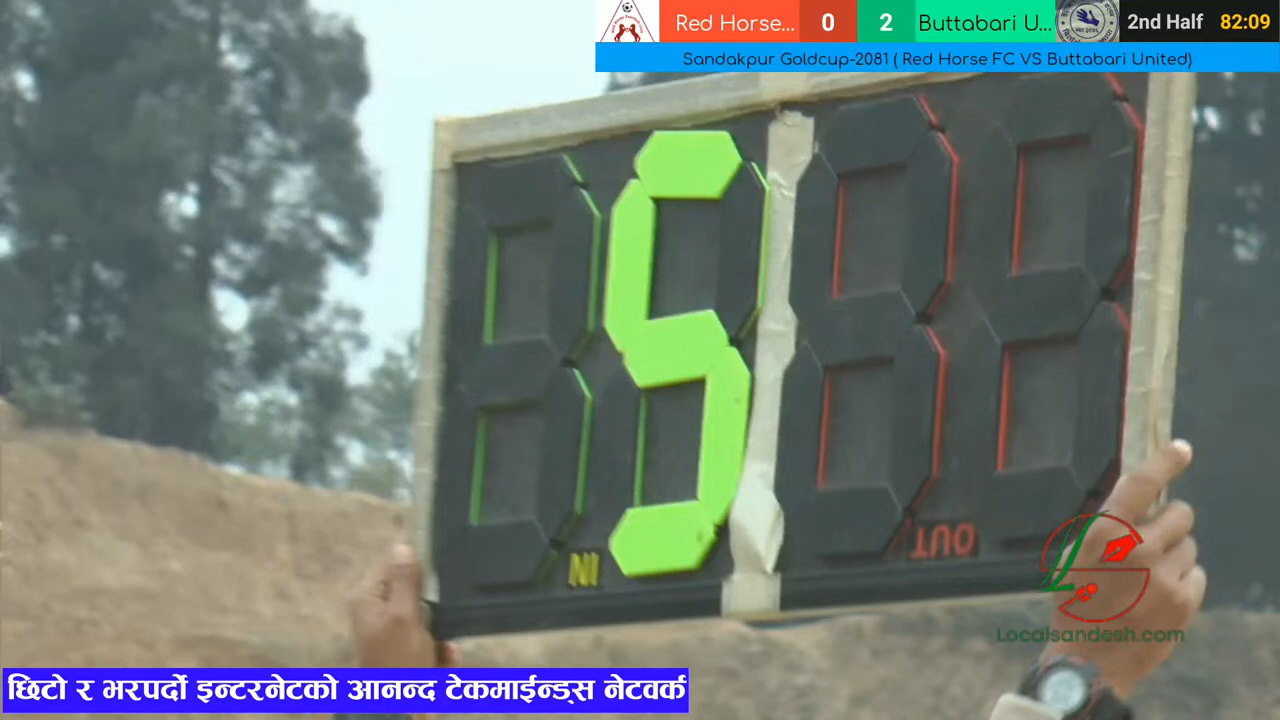 Red Horse... 0 2 Buttabari U... 2nd Half 82:09
Sandakpur Goldcup-2081 ( Red Horse FC VS Buttabari United)
5
IN OUT
Localsandesh.com
छिटो र भरपर्दो इन्टरनेटको आनन्द टेकमाईन्ड्स नेटवर्क